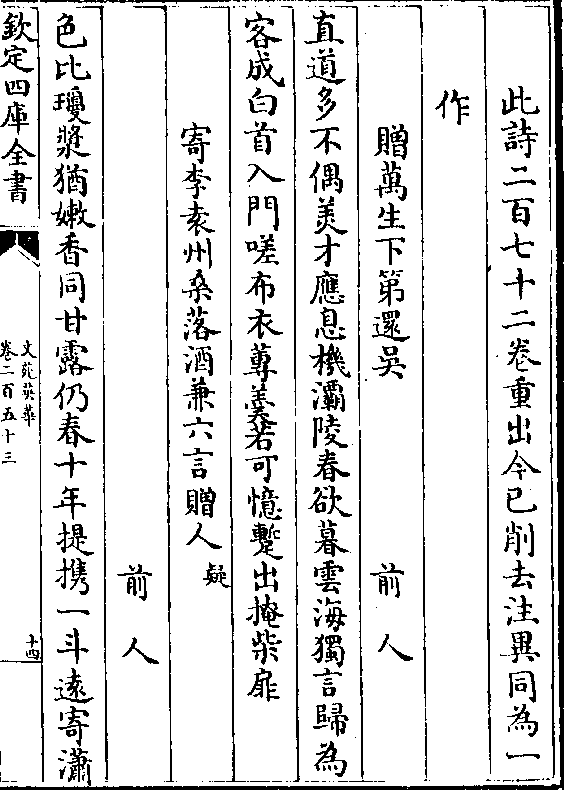 此詩二百七十二卷重出今已削去注異同為一
作
贈萬生下第還吳
前人
直道多不偶美才應息機灞陵春欲暮雲海獨言歸為
客成白首入門嗟布衣蓴羹若可憶慙出掩柴扉
寄李袁州桑落酒兼六言贈人疑
前人
色比瓊漿猶嫩香同甘露仍春十年提攜一斗遠寄瀟
欽定四庫全書
文苑英華
卷二百五十三
十四